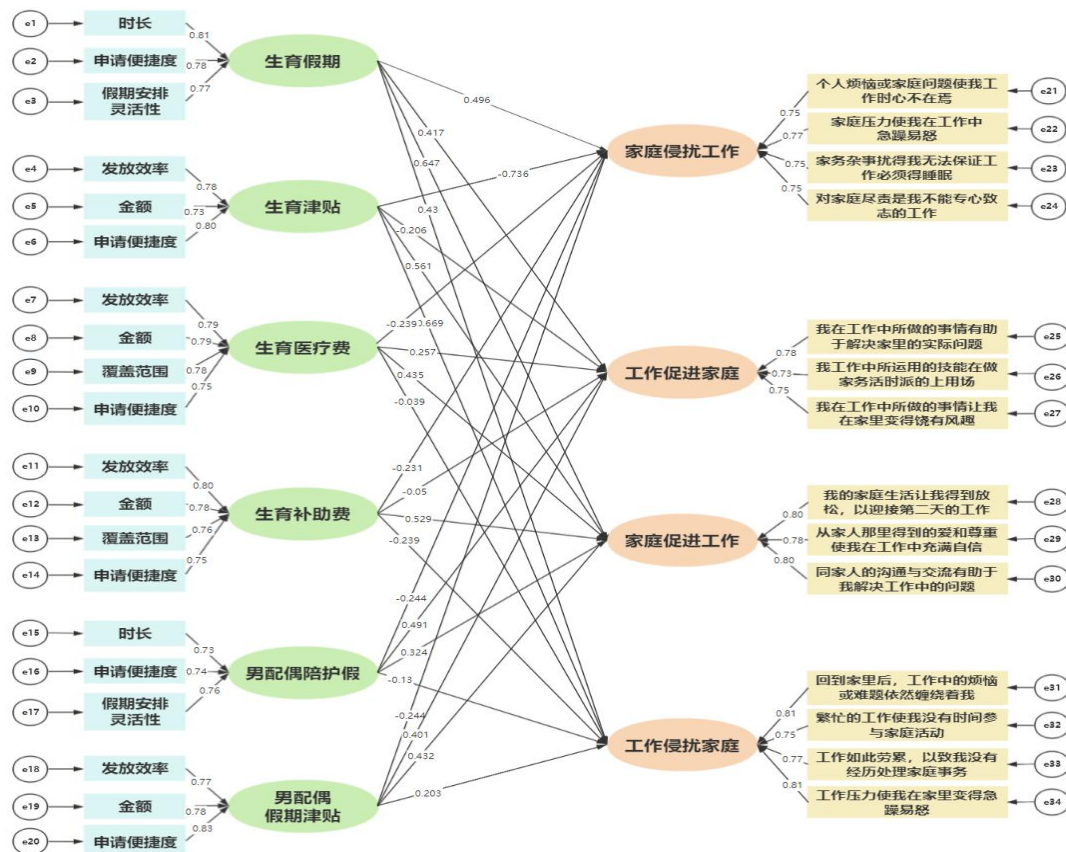 e1
时长
0.81
e2
申请便捷度
0.78
e3
假期安排
灵活性
0.77
生育假期
e4
发放效率
0.78
e5
金额
0.73
e6
申请便捷度
0.80
生育津贴
e7
发放效率
0.79
e8
金额
0.79
e9
覆盖范围
0.78
e10
申请便捷度
0.75
生育医疗费
e11
发放效率
0.80
e12
金额
0.78
e13
覆盖范围
0.76
e14
申请便捷度
0.75
生育补助费
e15
时长
0.73
e16
申请便捷度
0.74
e17
假期安排
灵活性
0.76
男配偶陪护假
e18
发放效率
0.77
e19
金额
0.78
e20
申请便捷度
0.83
男配偶
假期津贴
0.496
0.417
0.647
0.43
-0.736
-0.206
0.561
0.669
-0.239
0.257
0.435
-0.039
-0.231
-0.05
0.529
-0.239
-0.244
0.491
0.324
-0.13
-0.244
0.401
0.432
0.203
家庭侵扰工作
0.75
个人烦恼或家庭问题使我工
作时心不在焉
e21
0.77
家庭压力使我在工作中
急躁易怒
e22
0.75
家务杂事扰得我无法保证工
作必须得睡眠
e23
0.75
对家庭尽责是我不能专心致
志的工作
e24
工作促进家庭
0.78
我在工作中所做的事情有助
于解决家里的实际问题
e25
0.73
我工作中所运用的技能在做
家务活时派的上用场
e26
0.75
我在工作中所做的事情让我
在家里变得饶有风趣
e27
家庭促进工作
0.80
我的家庭生活让我得到放
松，以迎接第二天的工作
e28
0.78
从家人那里得到的爱和尊重
使我在工作中充满自信
e29
0.80
同家人的沟通与交流有助于
我解决工作中的问题
e30
工作侵扰家庭
0.81
回到家里后，工作中的烦恼
或难题依然缠绕着我
e31
0.75
繁忙的工作使我没有时间参
与家庭活动
e32
0.77
工作如此劳累，以致我没有
经历处理家庭事务
e33
0.81
工作压力使我在家里变得急
躁易怒
e34